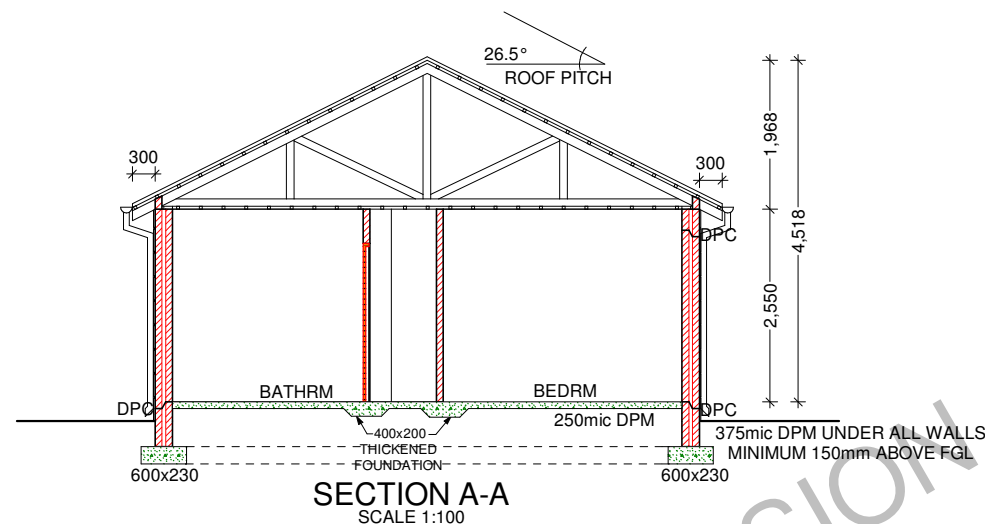 26.5°
ROOF PITCH
300
300
1,968
4,518
2,550
DPC
BATHRM
BEDRM
DPC
DPC
250mic DPM
400x200
THICKENED
FOUNDATION
375mic DPM UNDER ALL WALLS
MINIMUM 150mm ABOVE FGL
600x230
600x230
SECTION A-A
SCALE 1:100
SION